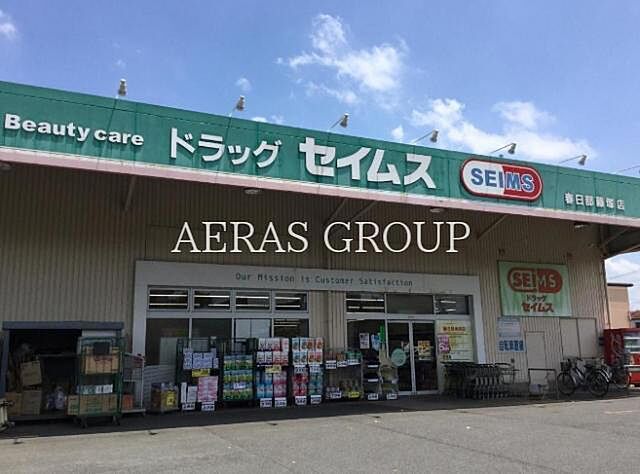 Beauty care ドラッグ セイムス SEIMS 春日部藤塚店
AERAS GROUP
Our Mission is Customer Satisfaction
SEIMS
ドラッグ
セイムス